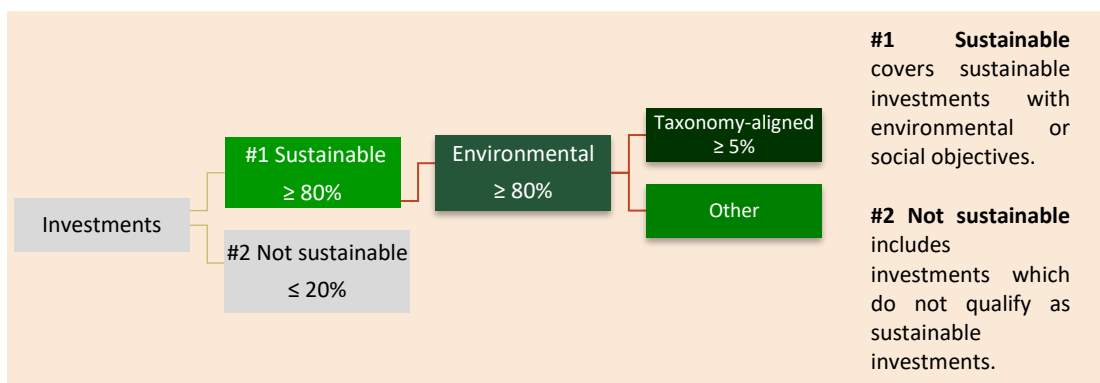 Investments
#1 Sustainable
≥ 80%
#2 Not sustainable
≤ 20%
Environmental
≥ 80%
Taxonomy-aligned
≥ 5%
Other
#1 Sustainable
covers sustainable
investments with
environmental or
social objectives.
#2 Not sustainable
includes
investments which
do not qualify as
sustainable
investments.